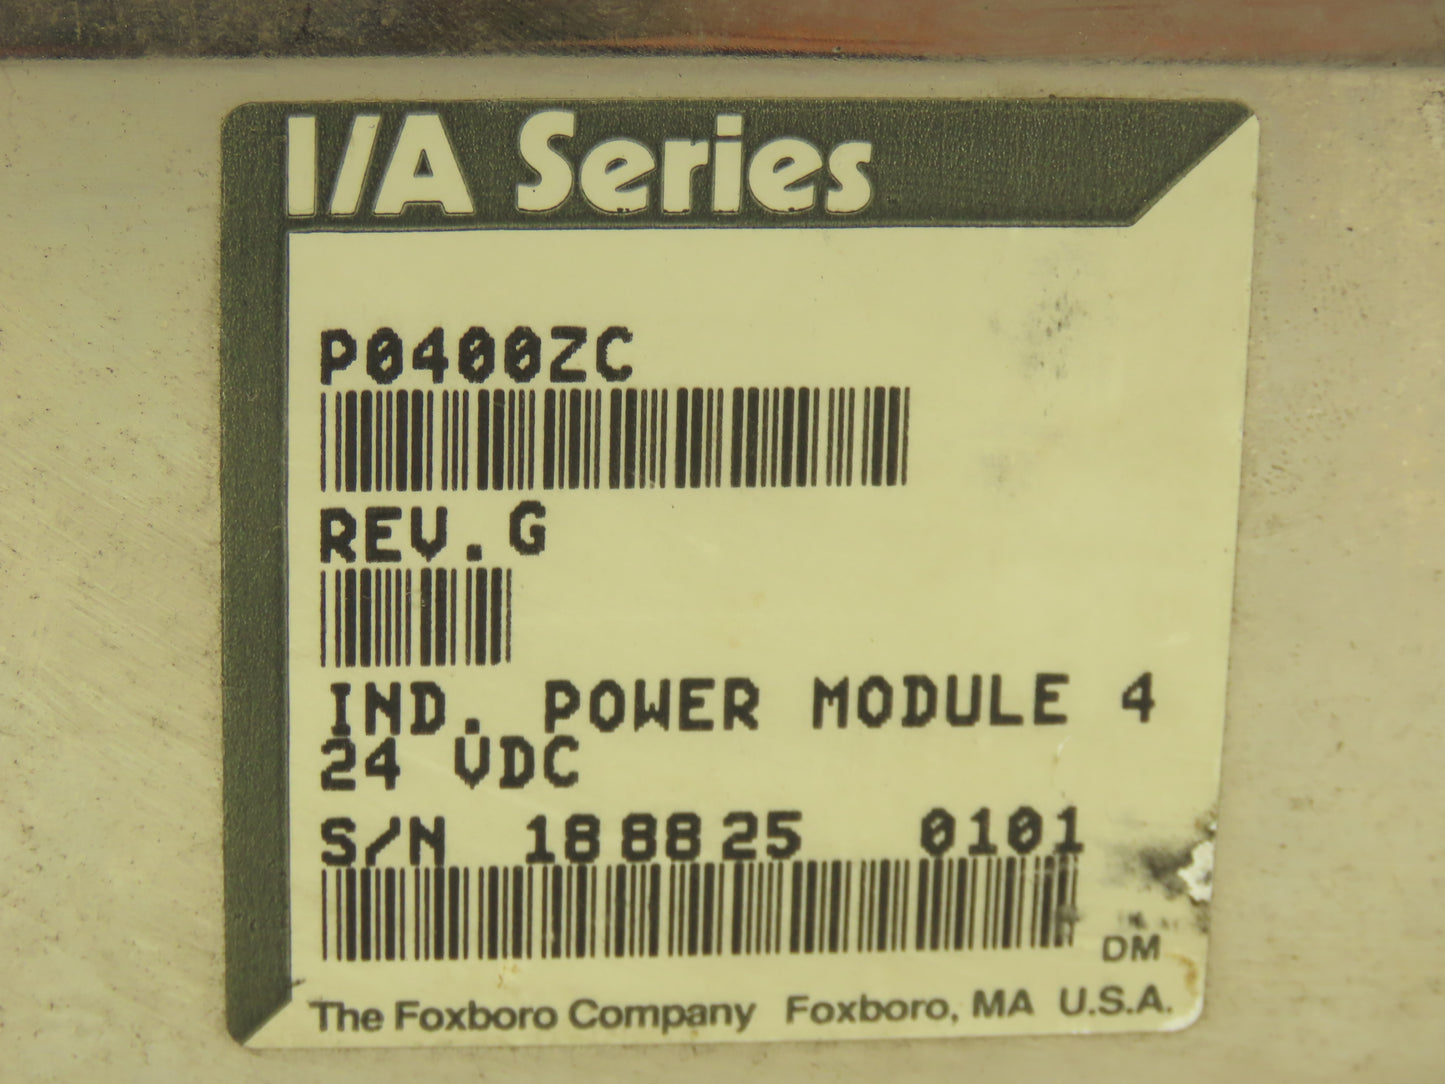 I/A Series
P0400ZC
REV. G
IND. POWER MODULE 4
24 VDC
S/N 188825 0101
DM
The Foxboro Company Foxboro, MA U.S.A.